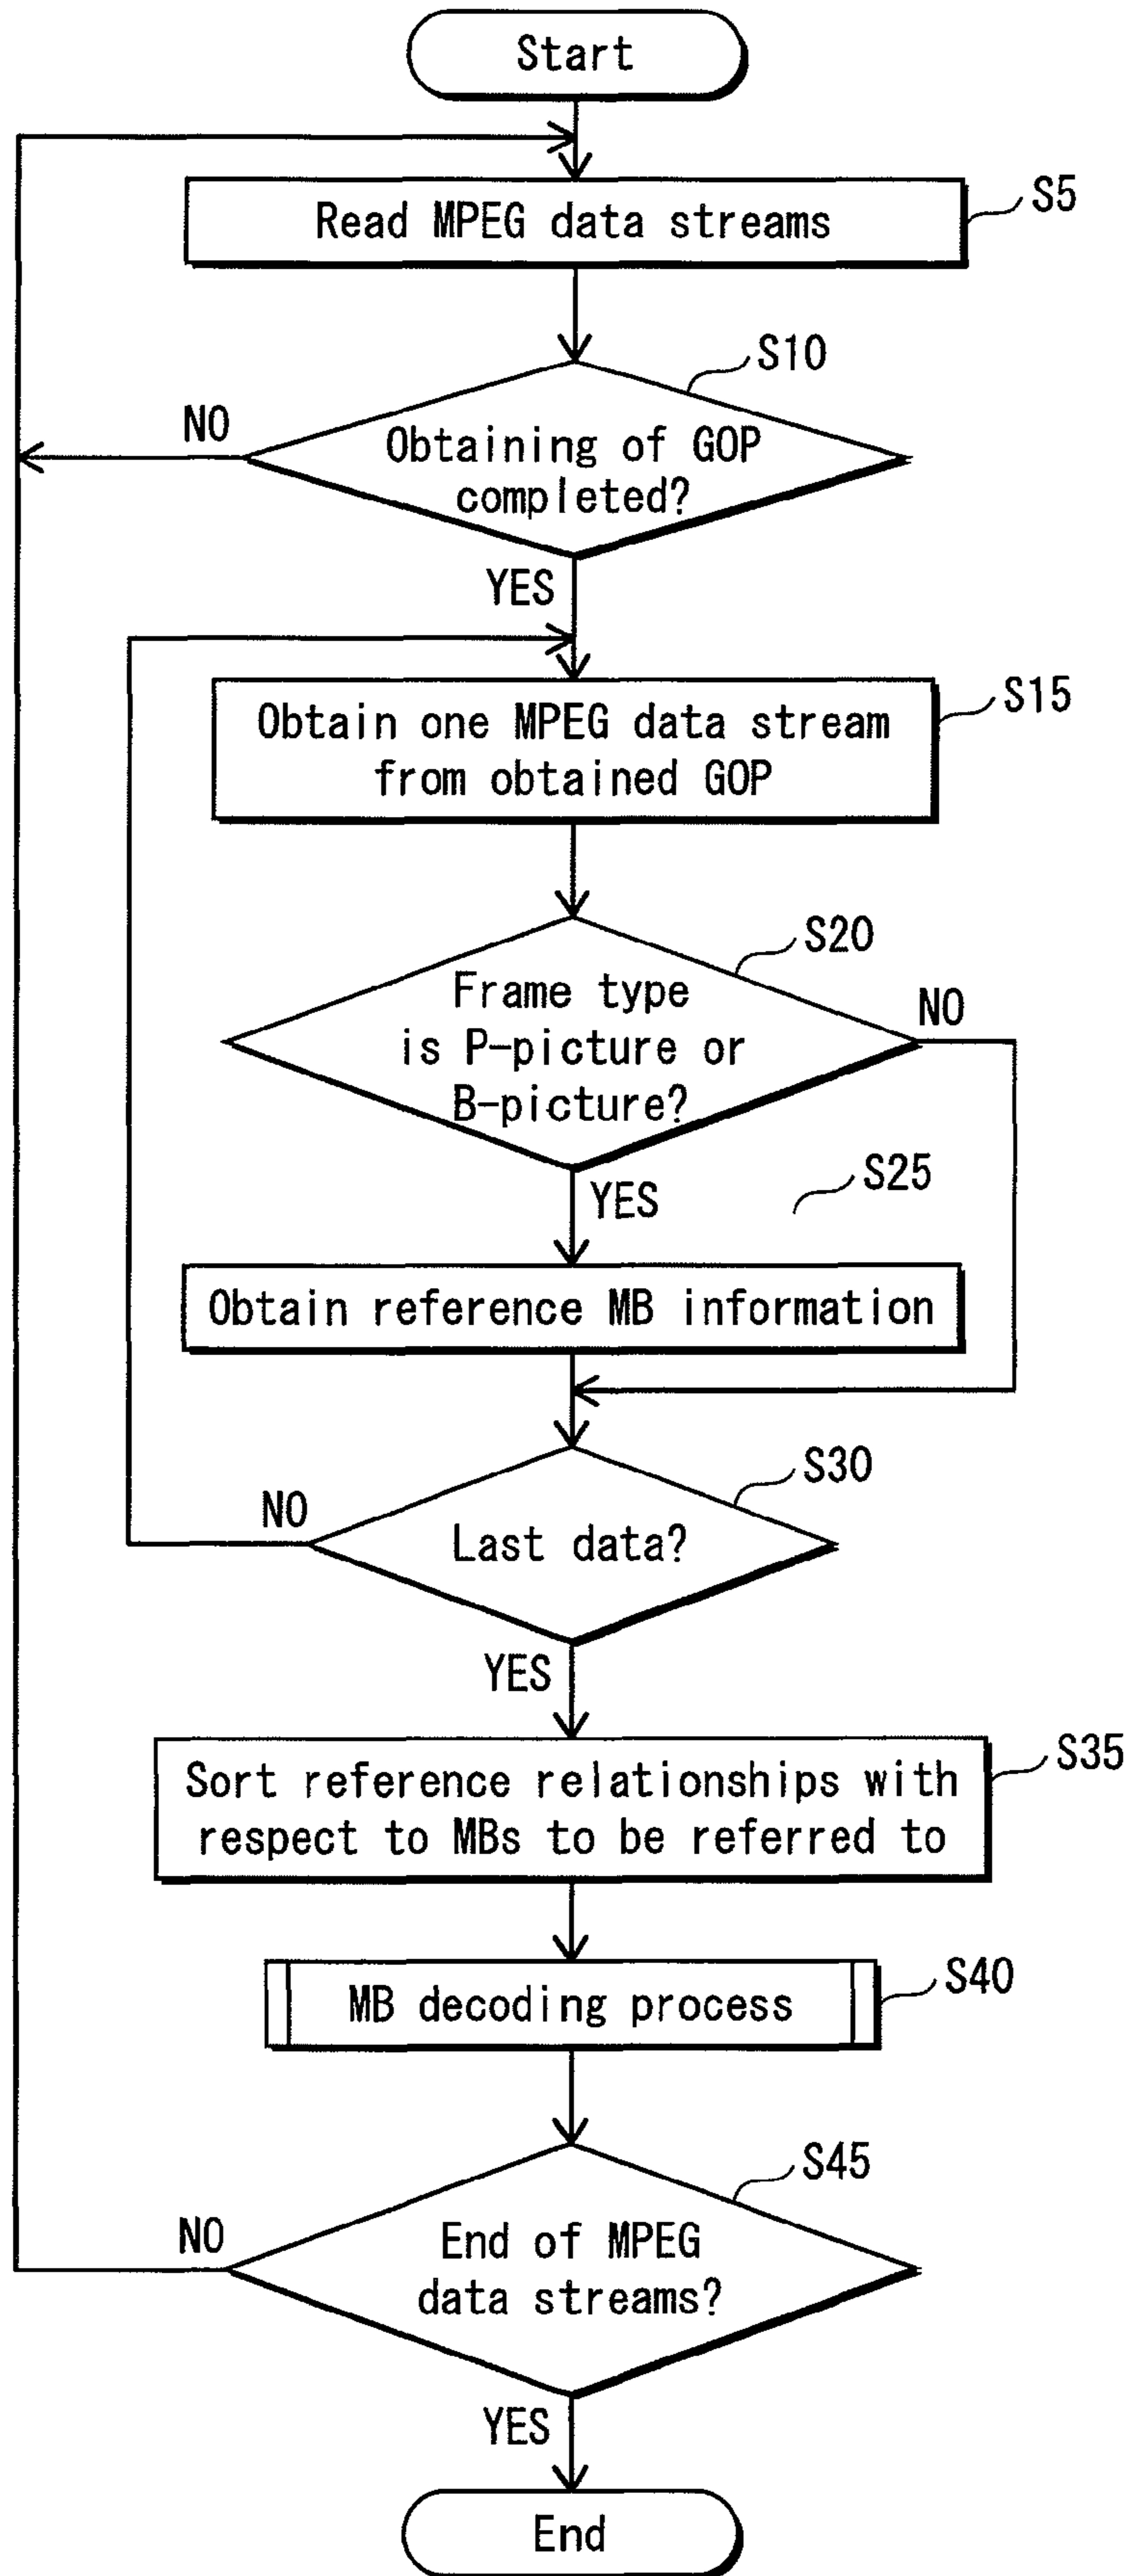 Start
Read MPEG data streams
S5
S10
NO
Obtaining of GOP
completed?
YES
Obtain one MPEG data stream
from obtained GOP
S15
S20
Frame type
is P-picture or
B-picture?
NO
YES
S25
Obtain reference MB information
S30
NO
Last data?
YES
Sort reference relationships with
respect to MBs to be referred to
S35
MB decoding process
S40
S45
NO
End of MPEG
data streams?
YES
End